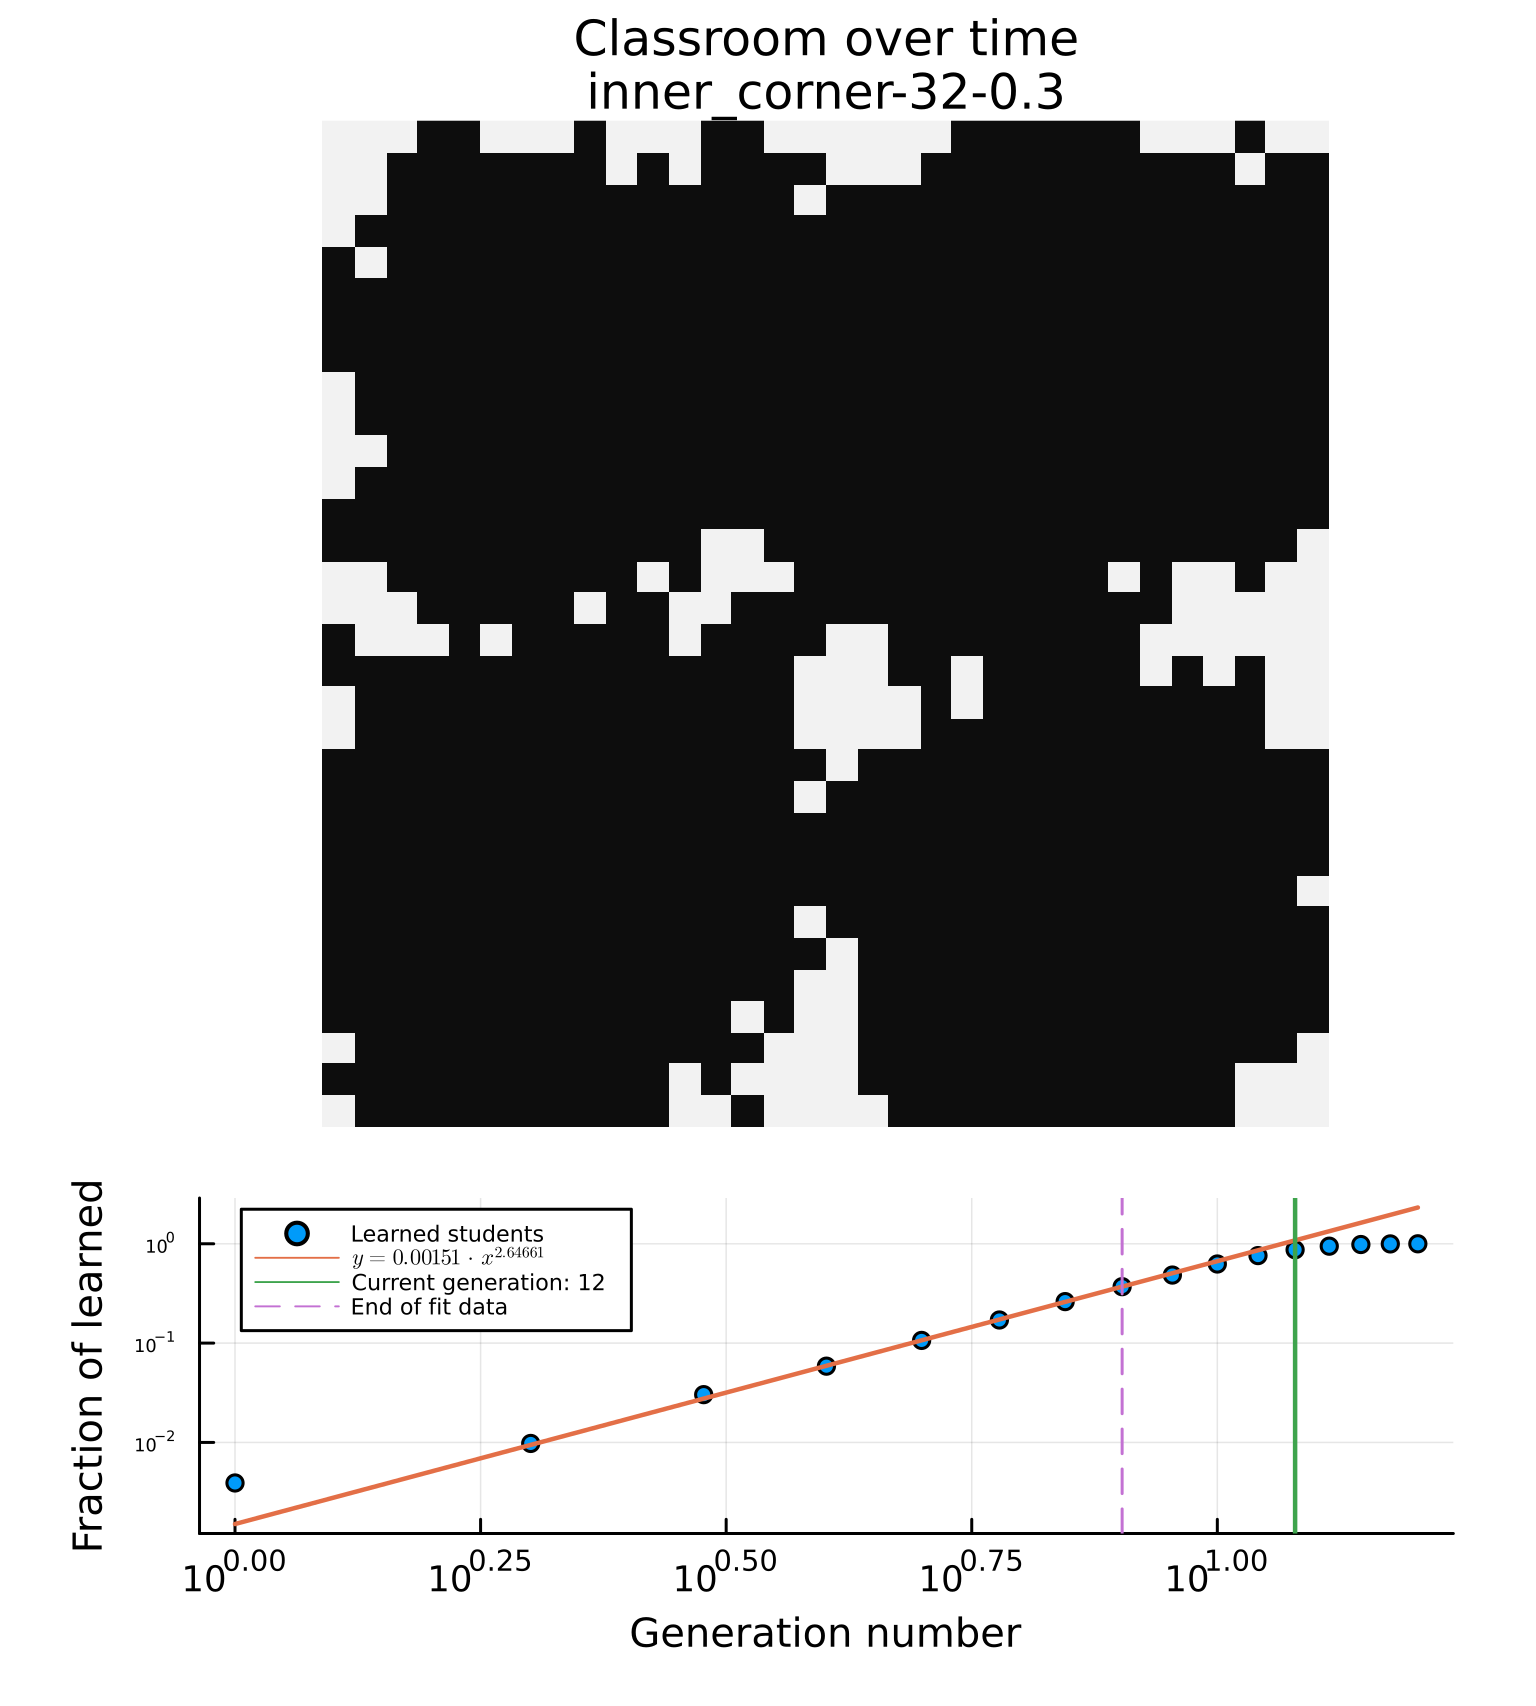 Classroom over time
inner_corner-32-0.3
Fraction of learned
Learned students
y = 0.00151 · x^2.64661
Current generation: 12
End of fit data
10^0
10^-1
10^-2
10^0.00 10^0.25 10^0.50 10^0.75 10^1.00
Generation number